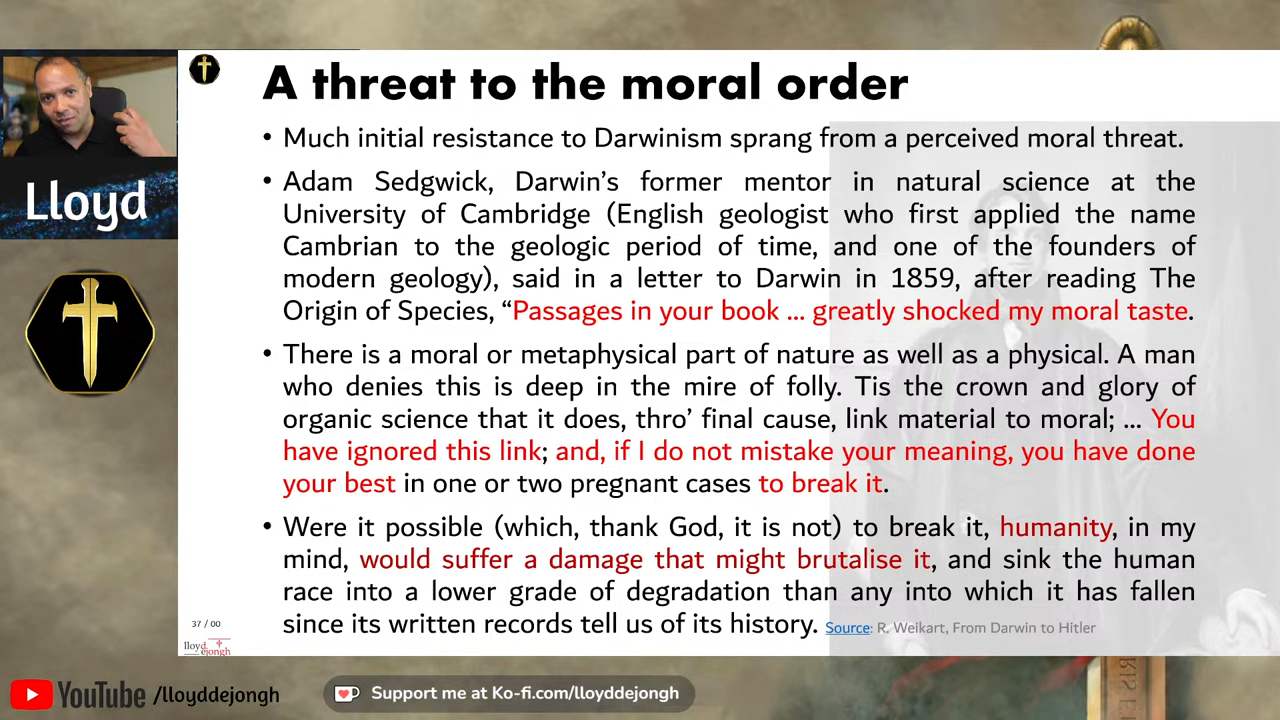 A threat to the moral order
• Much initial resistance to Darwinism sprang from a perceived moral threat.
• Adam Sedgwick, Darwin's former mentor in natural science at the
University of Cambridge (English geologist who first applied the name
Cambrian to the geologic period of time, and one of the founders of
modern geology), said in a letter to Darwin in 1859, after reading The
Origin of Species, “Passages in your book ... greatly shocked my moral taste.
• There is a moral or metaphysical part of nature as well as a physical. A man
who denies this is deep in the mire of folly. Tis the crown and glory of
organic science that it does, thro' final cause, link material to moral; ... You
have ignored this link; and, if I do not mistake your meaning, you have done
your best in one or two pregnant cases to break it.
• Were it possible (which, thank God, it is not) to break it, humanity, in my
mind, would suffer a damage that might brutalise it, and sink the human
race into a lower grade of degradation than any into which it has fallen
since its written records tell us of its history. Source: R. Weikart, From Darwin to Hitler
Lloyd
37 / 00
lloyd
dejongh
YouTube /lloyddejongh
Support me at Ko-fi.com/lloyddejongh